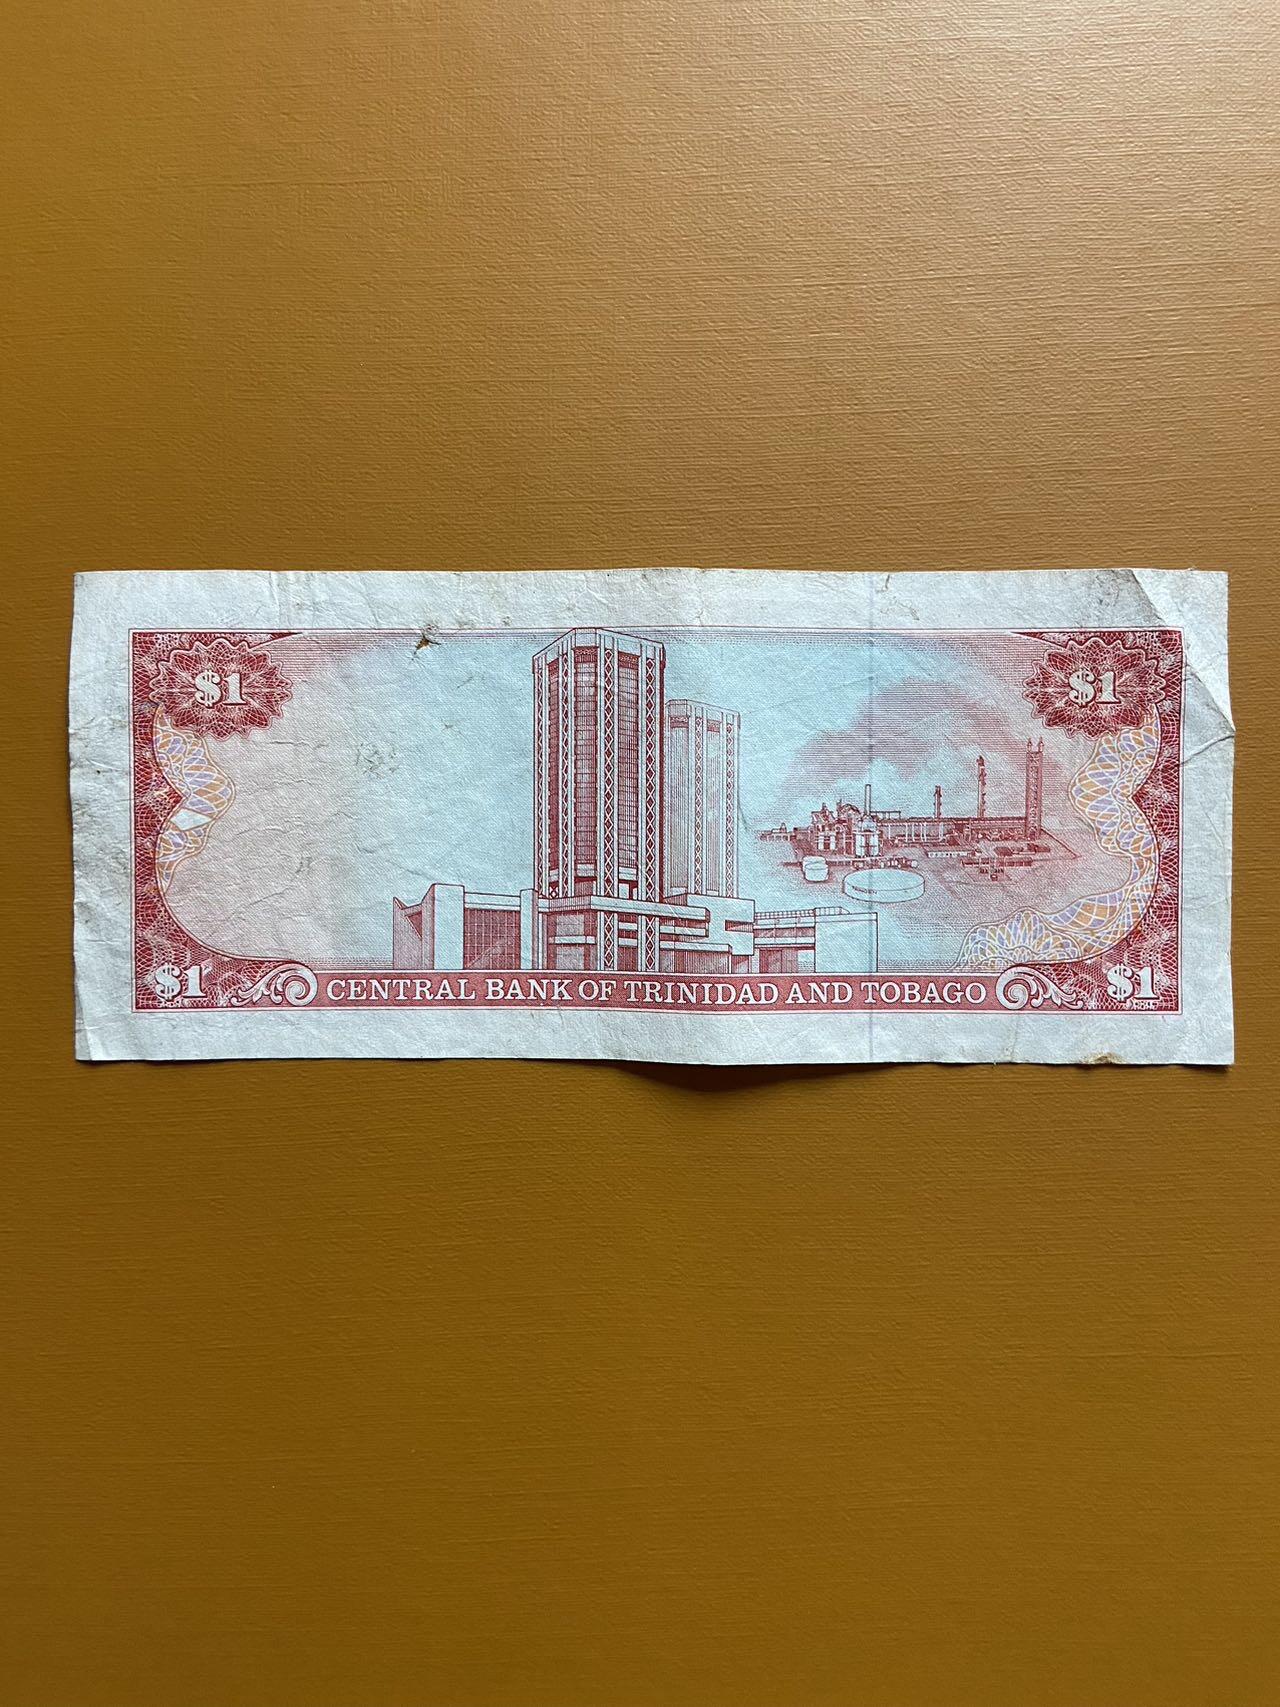 $1 $1
$1 CENTRAL BANK OF TRINIDAD AND TOBAGO $1